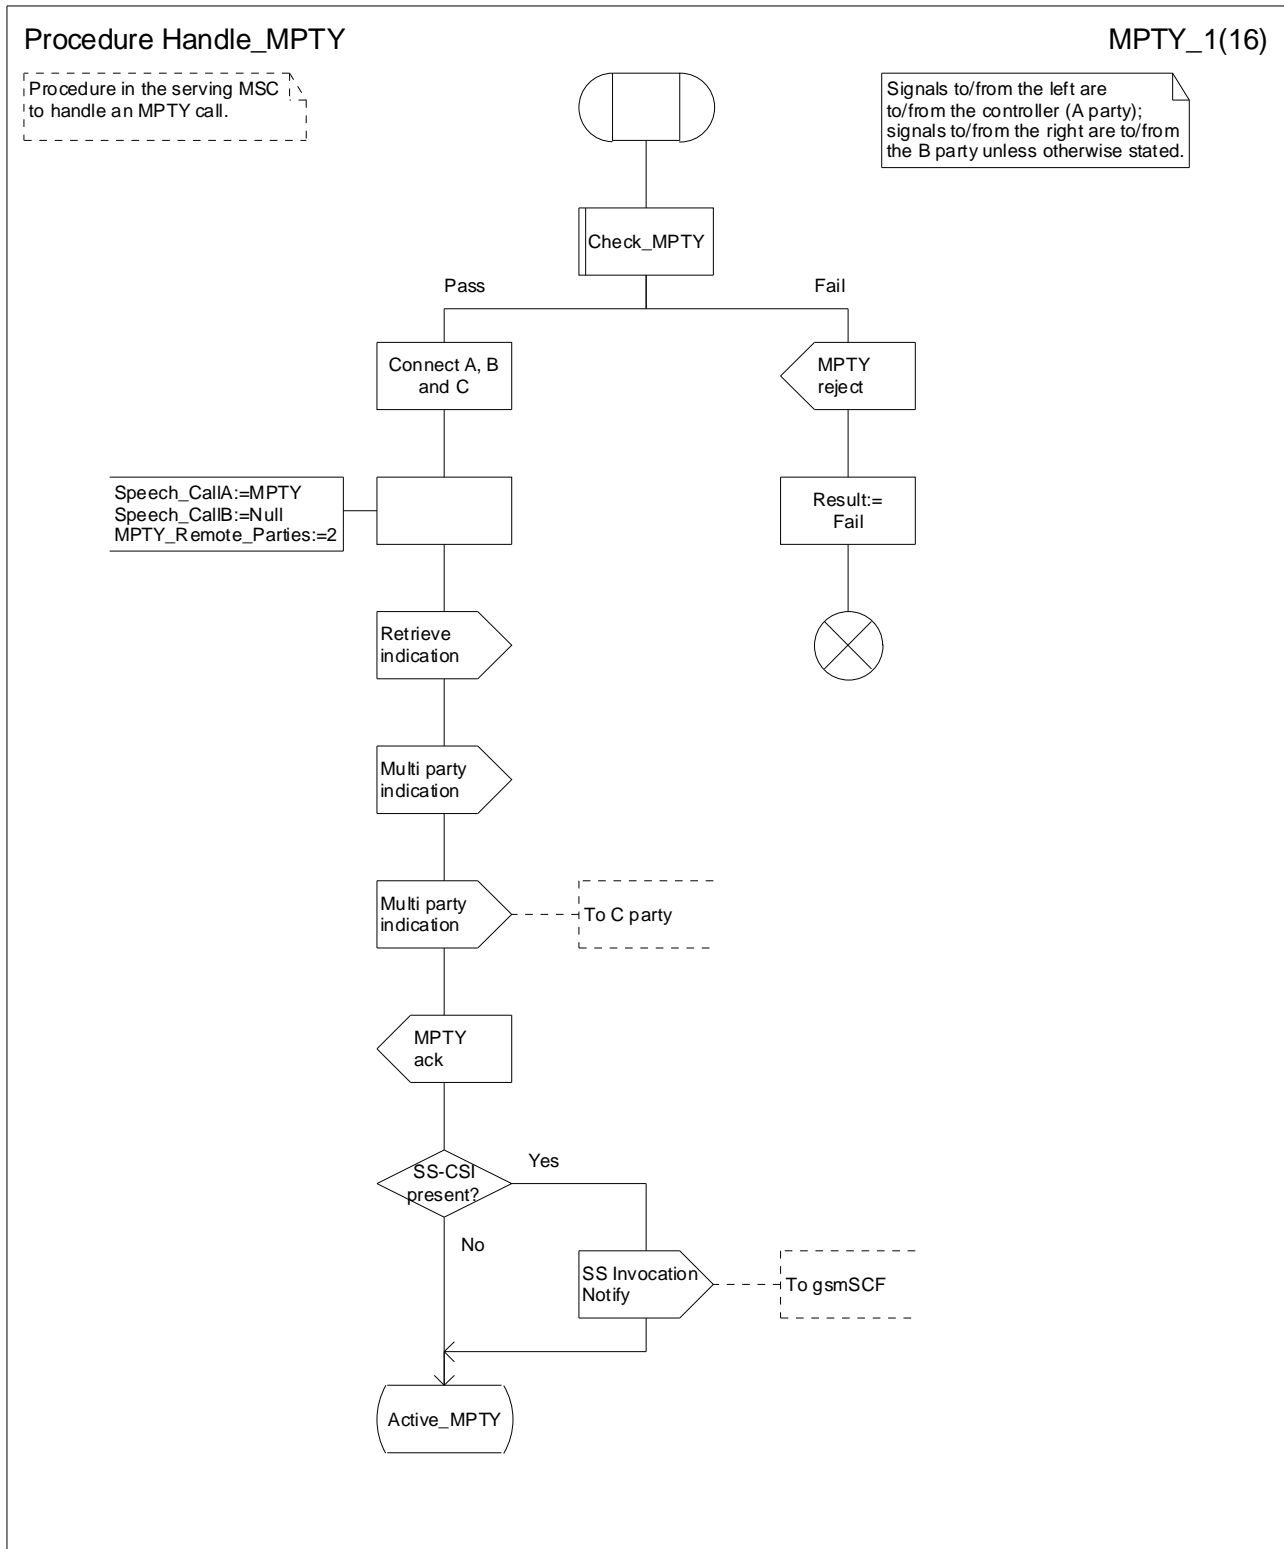 Procedure Handle_MPTY
MPTY_1(16)
Procedure in the serving MSC
to handle an MPTY call.
Signals to/from the left are
to/from the controller (A party);
signals to/from the right are to/from
the B party unless otherwise stated.
Check_MPTY
Pass
Fail
Connect A, B
and C
MPTY
reject
Speech_CallA:=MPTY
Speech_CallB:=Null
MPTY_Remote_Parties:=2
Result:=
Fail
Retrieve
indication
Multi party
indication
Multi party
indication
To C party
MPTY
ack
SS-CSI
present?
Yes
No
SS Invocation
Notify
To gsmSCF
Active_MPTY